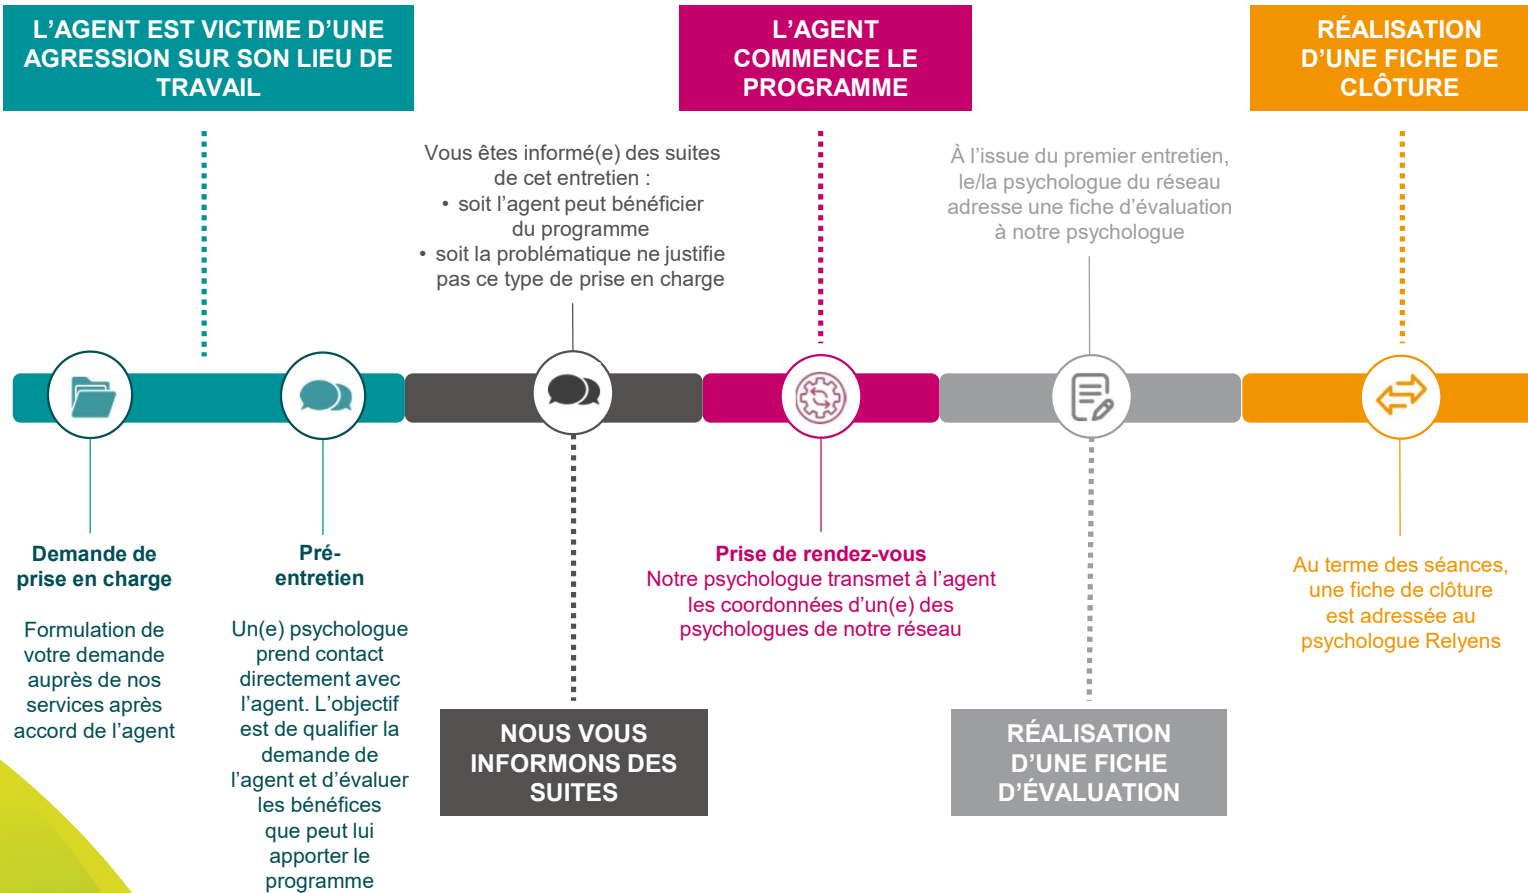 L'AGENT EST VICTIME D'UNE
AGRESSION SUR SON LIEU DE
TRAVAIL
L'AGENT
COMMENCE LE
PROGRAMME
RÉALISATION
D'UNE FICHE DE
CLÔTURE
Vous êtes informé(e) des suites
de cet entretien :
• soit l'agent peut bénéficier
du programme
• soit la problématique ne justifie
pas ce type de prise en charge
À l'issue du premier entretien,
le/la psychologue du réseau
adresse une fiche d'évaluation
à notre psychologue
Demande de
prise en charge
Formulation de
votre demande
auprès de nos
services après
accord de l'agent
Pré-
entretien
Un(e) psychologue
prend contact
directement avec
l'agent. L'objectif
est de qualifier la
demande de
l'agent et d'évaluer
les bénéfices
que peut lui
apporter le
programme
NOUS VOUS
INFORMONS DES
SUITES
Prise de rendez-vous
Notre psychologue transmet à l'agent
les coordonnées d'un(e) des
psychologues de notre réseau
RÉALISATION
D'UNE FICHE
D'ÉVALUATION
Au terme des séances,
une fiche de clôture
est adressée au
psychologue Relyens